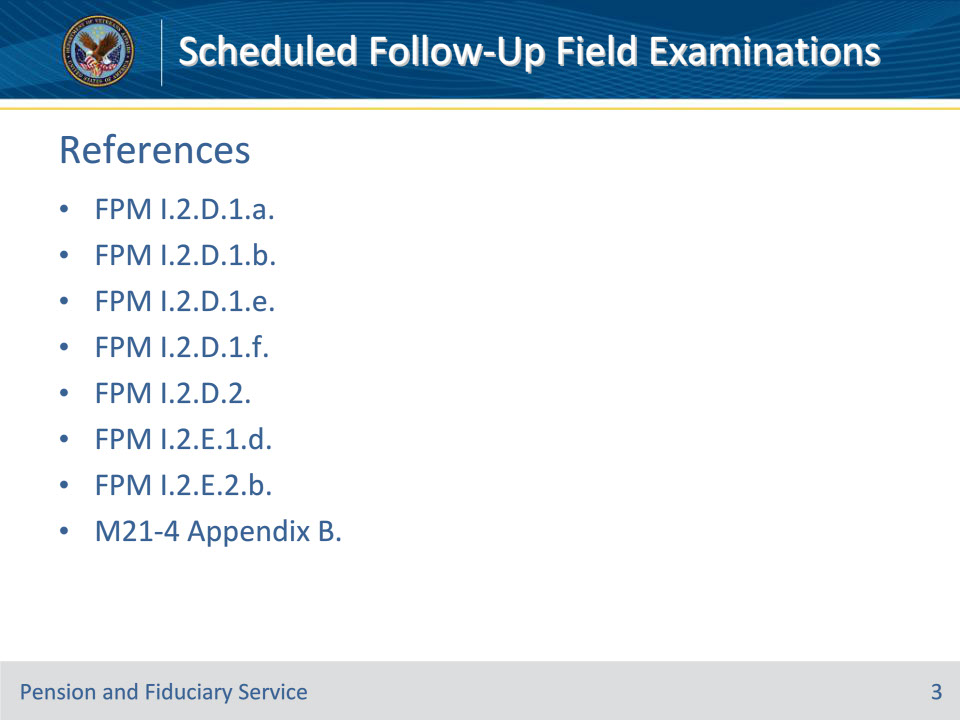 Scheduled Follow-Up Field Examinations
References
• FPM I.2.D.1.a.
• FPM I.2.D.1.b.
• FPM I.2.D.1.e.
• FPM I.2.D.1.f.
• FPM I.2.D.2.
• FPM I.2.E.1.d.
• FPM I.2.E.2.b.
• M21-4 Appendix B.
Pension and Fiduciary Service
3